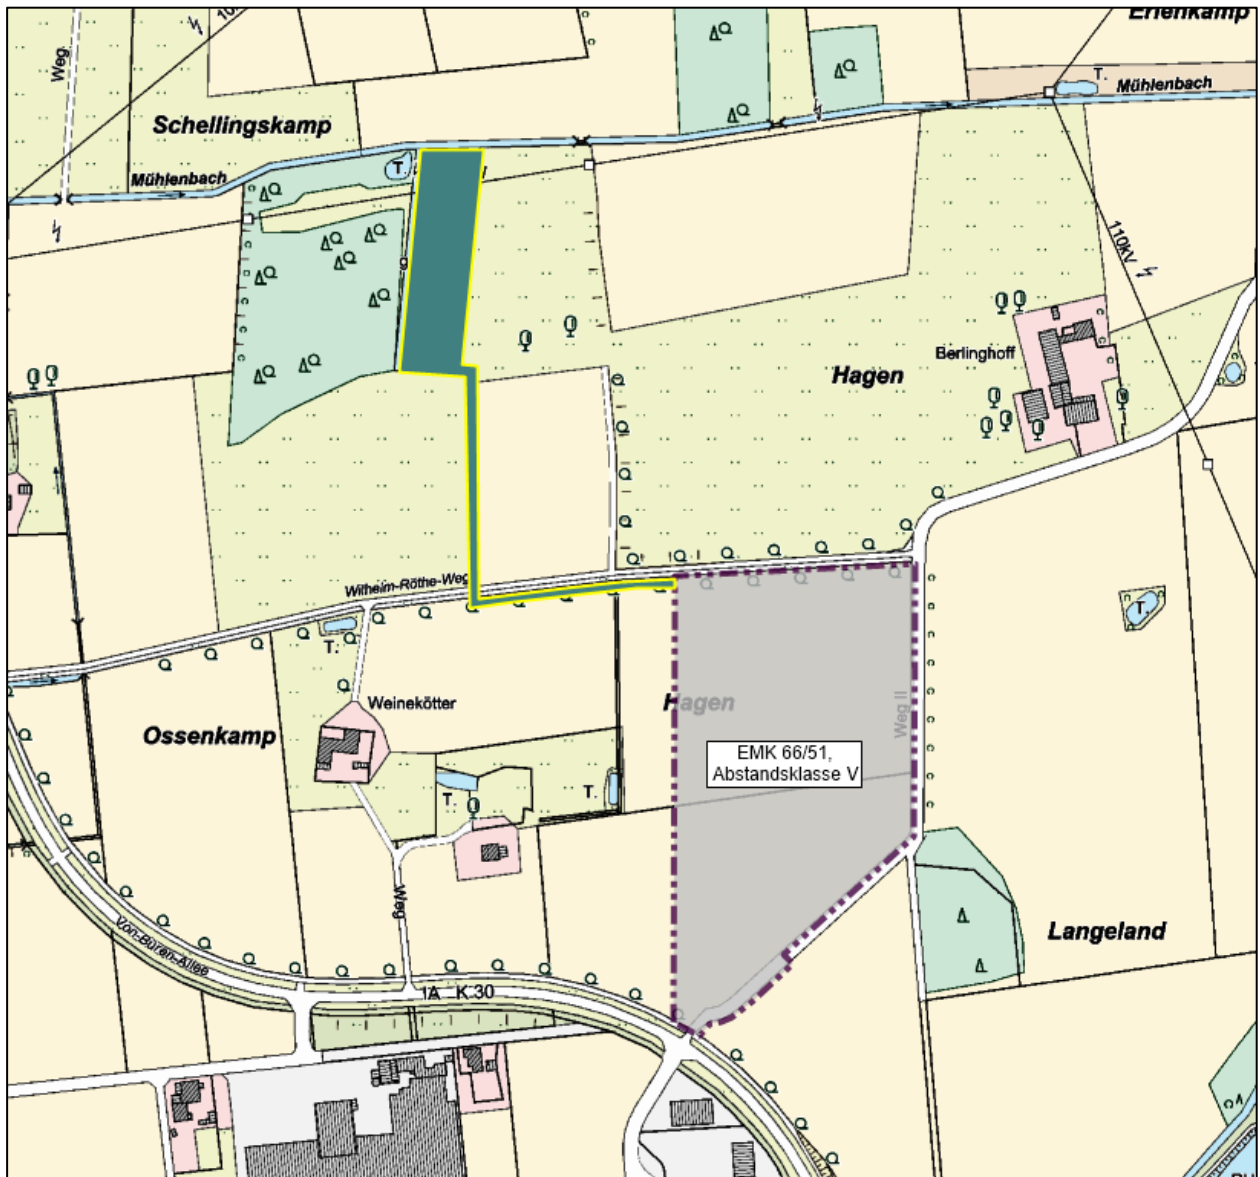 Erlenkamp
Weg
T.
Mühlenbach
Schellingskamp
Mühlenbach
T.
110kV
Berlinghoff
Hagen
Wilhelm-Röthe-Weg
T.
T.
Weinekötter
Hagen
Weg II
Ossenkamp
EMK 66/51,
Abstandsklasse V
T.
T.
Weg
Langeland
Von-Büren-Allee
IA K 30